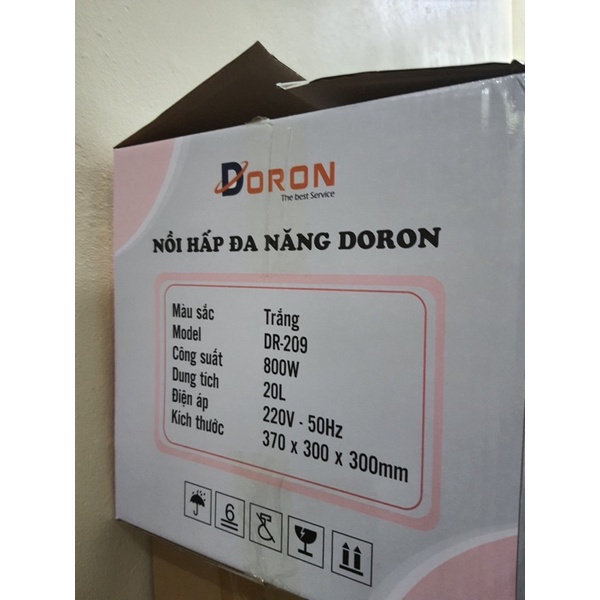 DORON
The best Service
NỒI HẤP ĐA NĂNG DORON
Màu sắc Trắng
Model DR-209
Công suất 800W
Dung tích 20L
Điện áp 220V - 50Hz
Kích thước 370 x 300 x 300mm
6